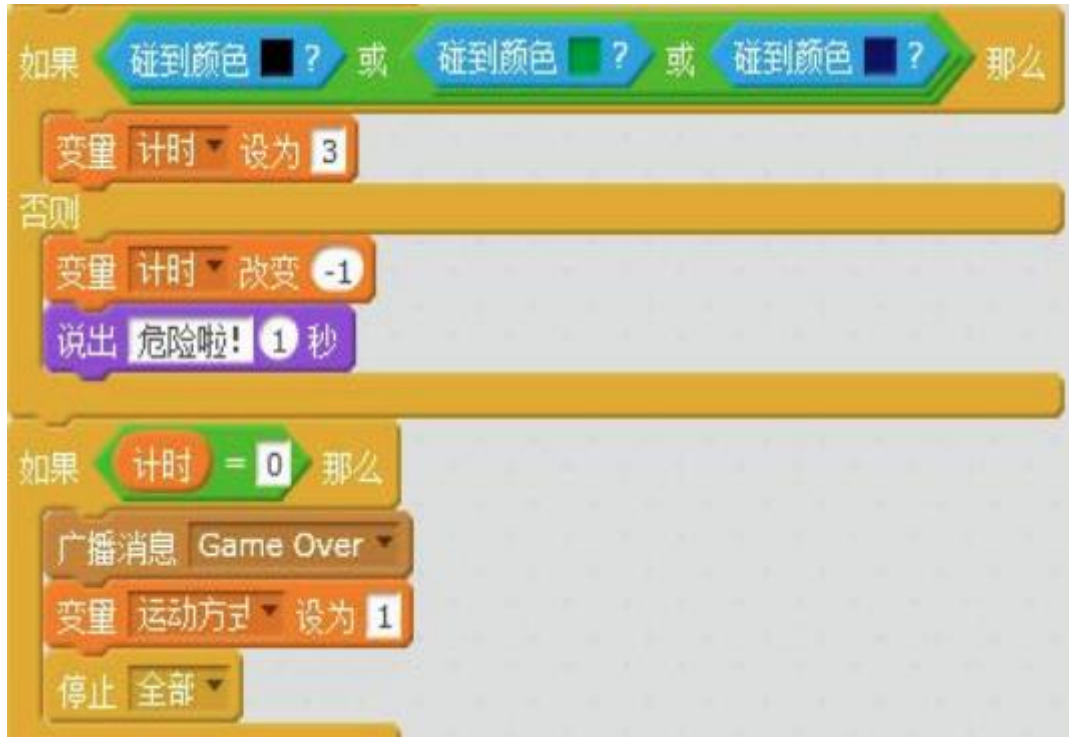 如果 碰到颜色 ? 或 碰到颜色 ? 或 碰到颜色 ? 那么
变量 计时 设为 3
否则
变量 计时 改变 -1
说出 危险啦! 1 秒
如果 计时 = 0 那么
广播消息 Game Over
变量 运动方式 设为 1
停止 全部